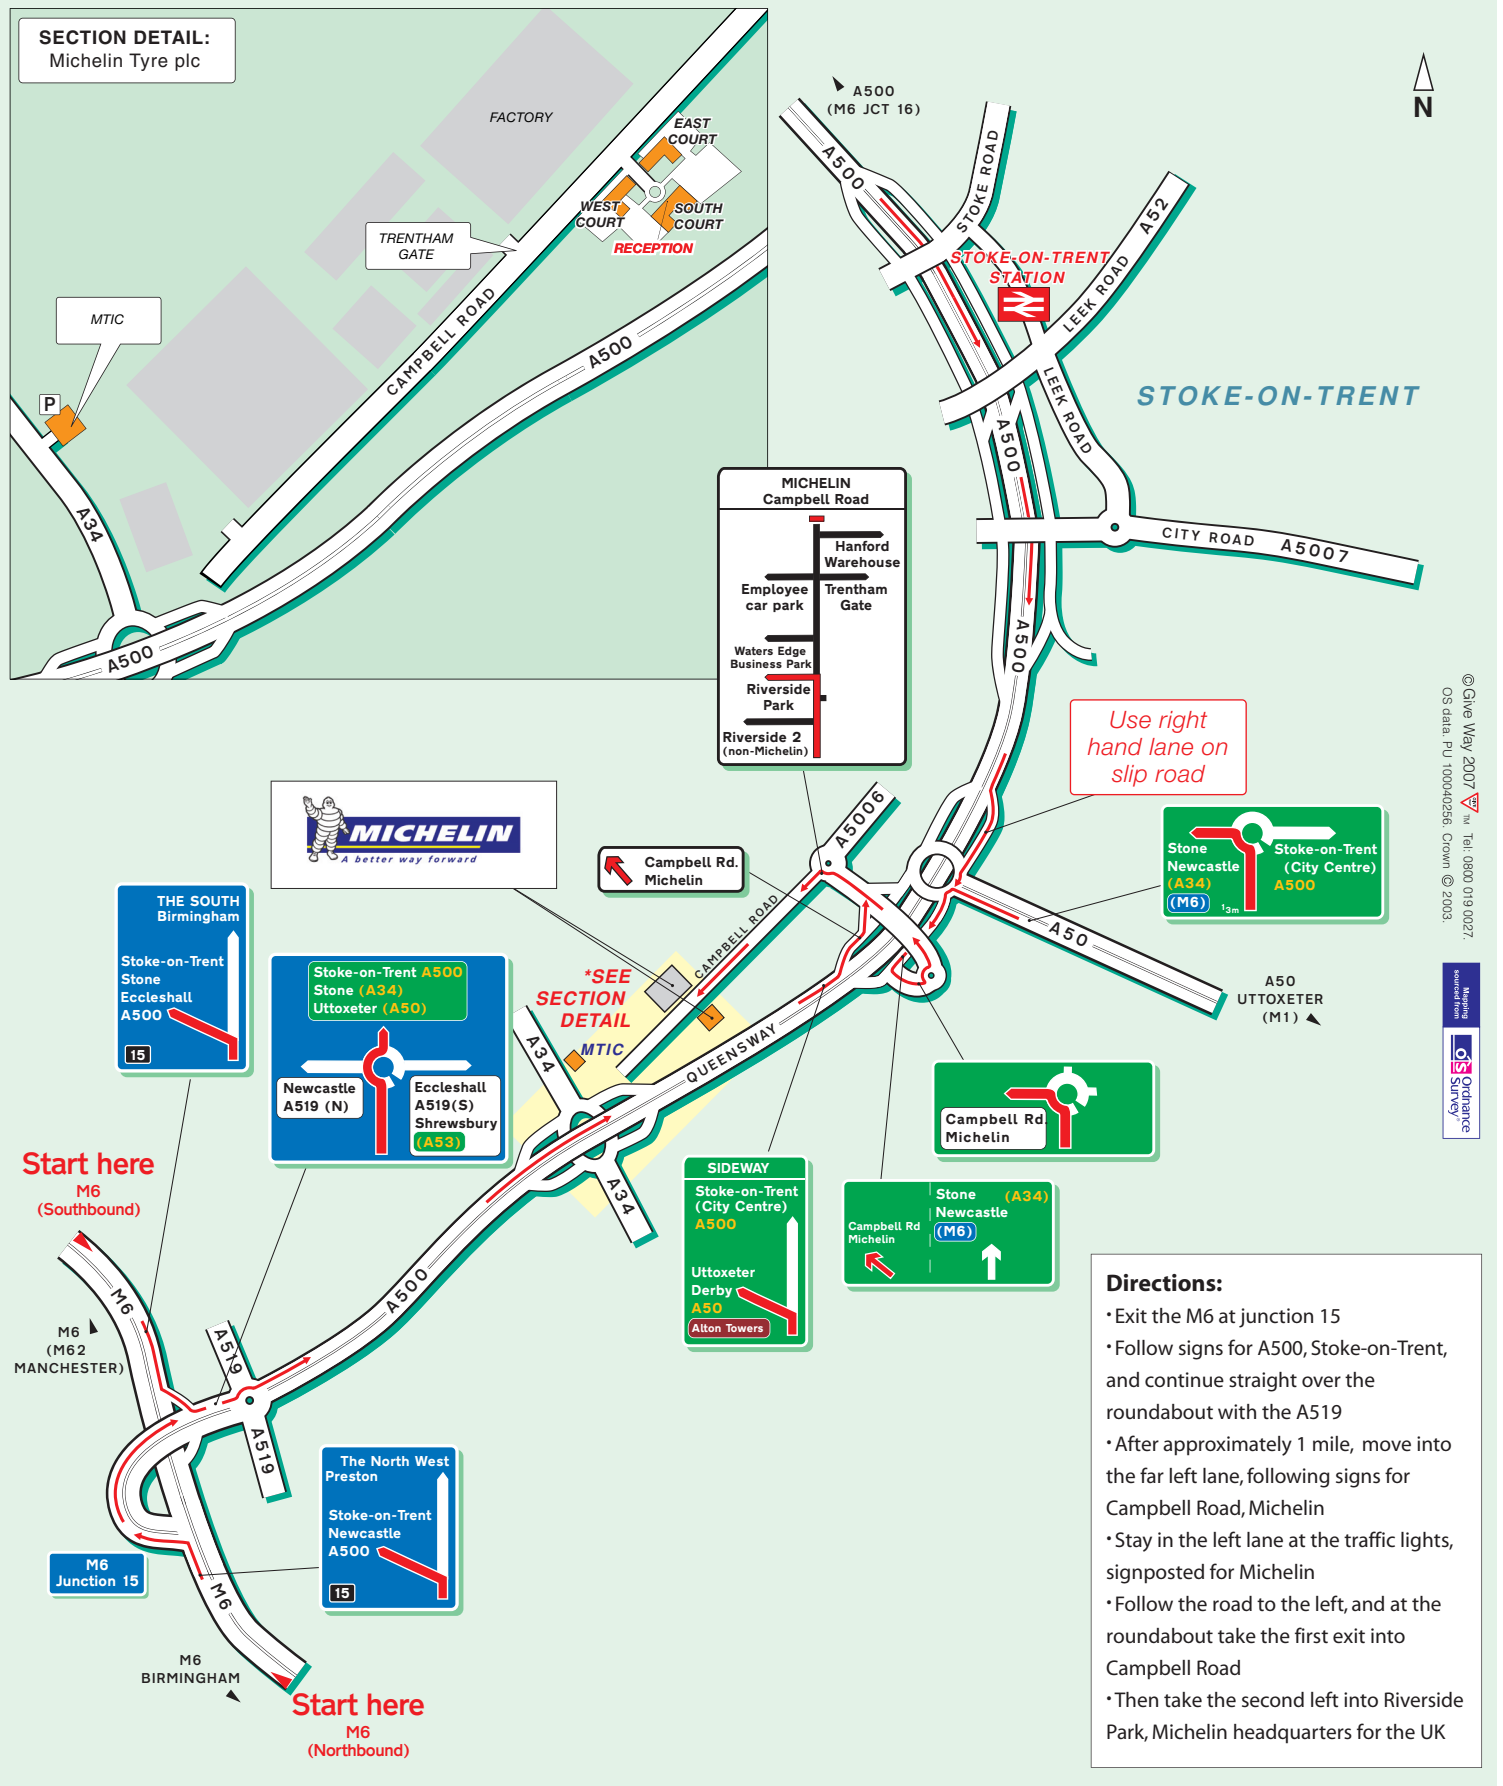 SECTION DETAIL:
Michelin Tyre plc
FACTORY
EAST
COURT
WEST
COURT
SOUTH
COURT
RECEPTION
TRENTHAM
GATE
MTIC
P
CAMPBELL ROAD
A500
A34
A500
A500
(M6 JCT 16)
N
A500
STOKE ROAD
A52
LEEK ROAD
STOKE-ON-TRENT
STATION
LEEK ROAD
STOKE-ON-TRENT
A500
CITY ROAD A5007
A500
MICHELIN
Campbell Road
Hanford
Warehouse
Employee
car park
Trentham
Gate
Waters Edge
Business Park
Riverside
Park
Riverside 2
(non-Michelin)
Use right
hand lane on
slip road
©Give Way 2007 TM Tel: 0800 019 0027.
OS data. PU 100040256. Crown © 2003.
Mapping
sourced from
OS
Ordnance
Survey
MICHELIN
A better way forward
A5006
Campbell Rd.
Michelin
Stone
Newcastle
(A34)
(M6)
Stoke-on-Trent
(City Centre)
A500
1/3m
A50
A50
UTTOXETER
(M1)
CAMPBELL ROAD
*SEE
SECTION
DETAIL
MTIC
A34
QUEENSWAY
A34
THE SOUTH
Birmingham
Stoke-on-Trent
Stone
Eccleshall
A500
15
Stoke-on-Trent A500
Stone (A34)
Uttoxeter (A50)
Newcastle
A519 (N)
Eccleshall
A519(S)
Shrewsbury
(A53)
Campbell Rd.
Michelin
SIDEWAY
Stoke-on-Trent
(City Centre)
A500
Uttoxeter
Derby
A50
Alton Towers
Campbell Rd
Michelin
Stone (A34)
Newcastle
(M6)
Start here
M6
(Southbound)
M6
M6
(M62
MANCHESTER)
A519
A500
A519
The North West
Preston
Stoke-on-Trent
Newcastle
A500
15
M6
Junction 15
M6
M6
BIRMINGHAM
Start here
M6
(Northbound)
Directions:
• Exit the M6 at junction 15
• Follow signs for A500, Stoke-on-Trent,
and continue straight over the
roundabout with the A519
• After approximately 1 mile, move into
the far left lane, following signs for
Campbell Road, Michelin
• Stay in the left lane at the traffic lights,
signposted for Michelin
• Follow the road to the left, and at the
roundabout take the first exit into
Campbell Road
• Then take the second left into Riverside
Park, Michelin headquarters for the UK